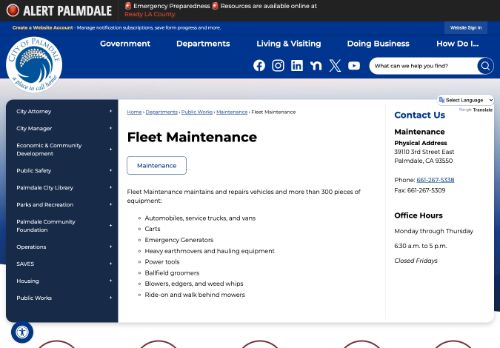 ALERT PALMDALE
🚨 Emergency Preparedness 🚨 Resources are available online at
Ready LA County.
Create a Website Account - Manage notification subscriptions, save form progress and more.
Website Sign In
CITY OF PALMDALE
a place to call home
Government
Departments
Living & Visiting
Doing Business
How Do I...
What can we help you find?
Select Language
Google Translate
City Attorney
City Manager
Economic & Community
Development
Public Safety
Palmdale City Library
Parks and Recreation
Palmdale Community
Foundation
Operations
SAVES
Housing
Public Works
Home › Departments › Public Works › Maintenance › Fleet Maintenance
Fleet Maintenance
Maintenance
Fleet Maintenance maintains and repairs vehicles and more than 300 pieces of
equipment:
Automobiles, service trucks, and vans
Carts
Emergency Generators
Heavy earthmovers and hauling equipment
Power tools
Ballfield groomers
Blowers, edgers, and weed whips
Ride-on and walk behind mowers
Contact Us
Maintenance
Physical Address
39110 3rd Street East
Palmdale, CA 93550
Phone: 661-267-5338
Fax: 661-267-5309
Office Hours
Monday through Thursday
6:30 a.m. to 5 p.m.
Closed Fridays